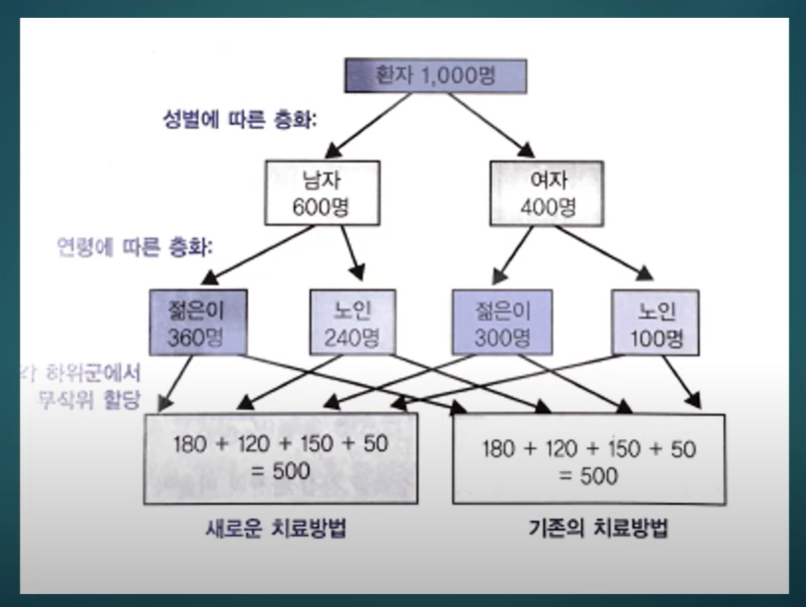 환자 1,000명
성별에 따른 층화:
남자
600명
여자
400명
연령에 따른 층화:
젊은이
360명
노인
240명
젊은이
300명
노인
100명
하위군에서
무작위 할당
180 + 120 + 150 + 50
= 500
180 + 120 + 150 + 50
= 500
새로운 치료방법
기존의 치료방법